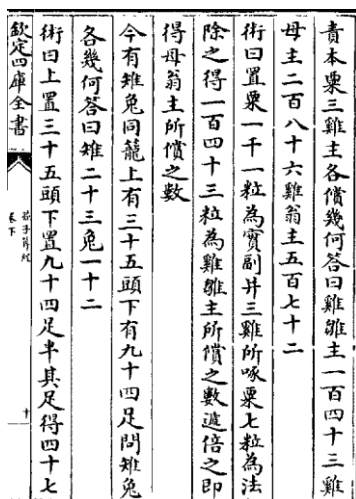 責本粟三雞主各償幾何答曰雞雛主一百四十三雞
母主二百八十六雞翁主五百七十二
術曰置粟一千一粒為實副并三雞所啄粟七粒為法
除之得一百四十三粒為雞雛主所償之數遞倍之即
得母翁主所償之數
今有雉兔同籠上有三十五頭下有九十四足問雉兔
各幾何答曰雉二十三兔一十二
術曰上置三十五頭下置九十四足半其足得四十七
欽定四庫全書
孫子算經
卷下
十